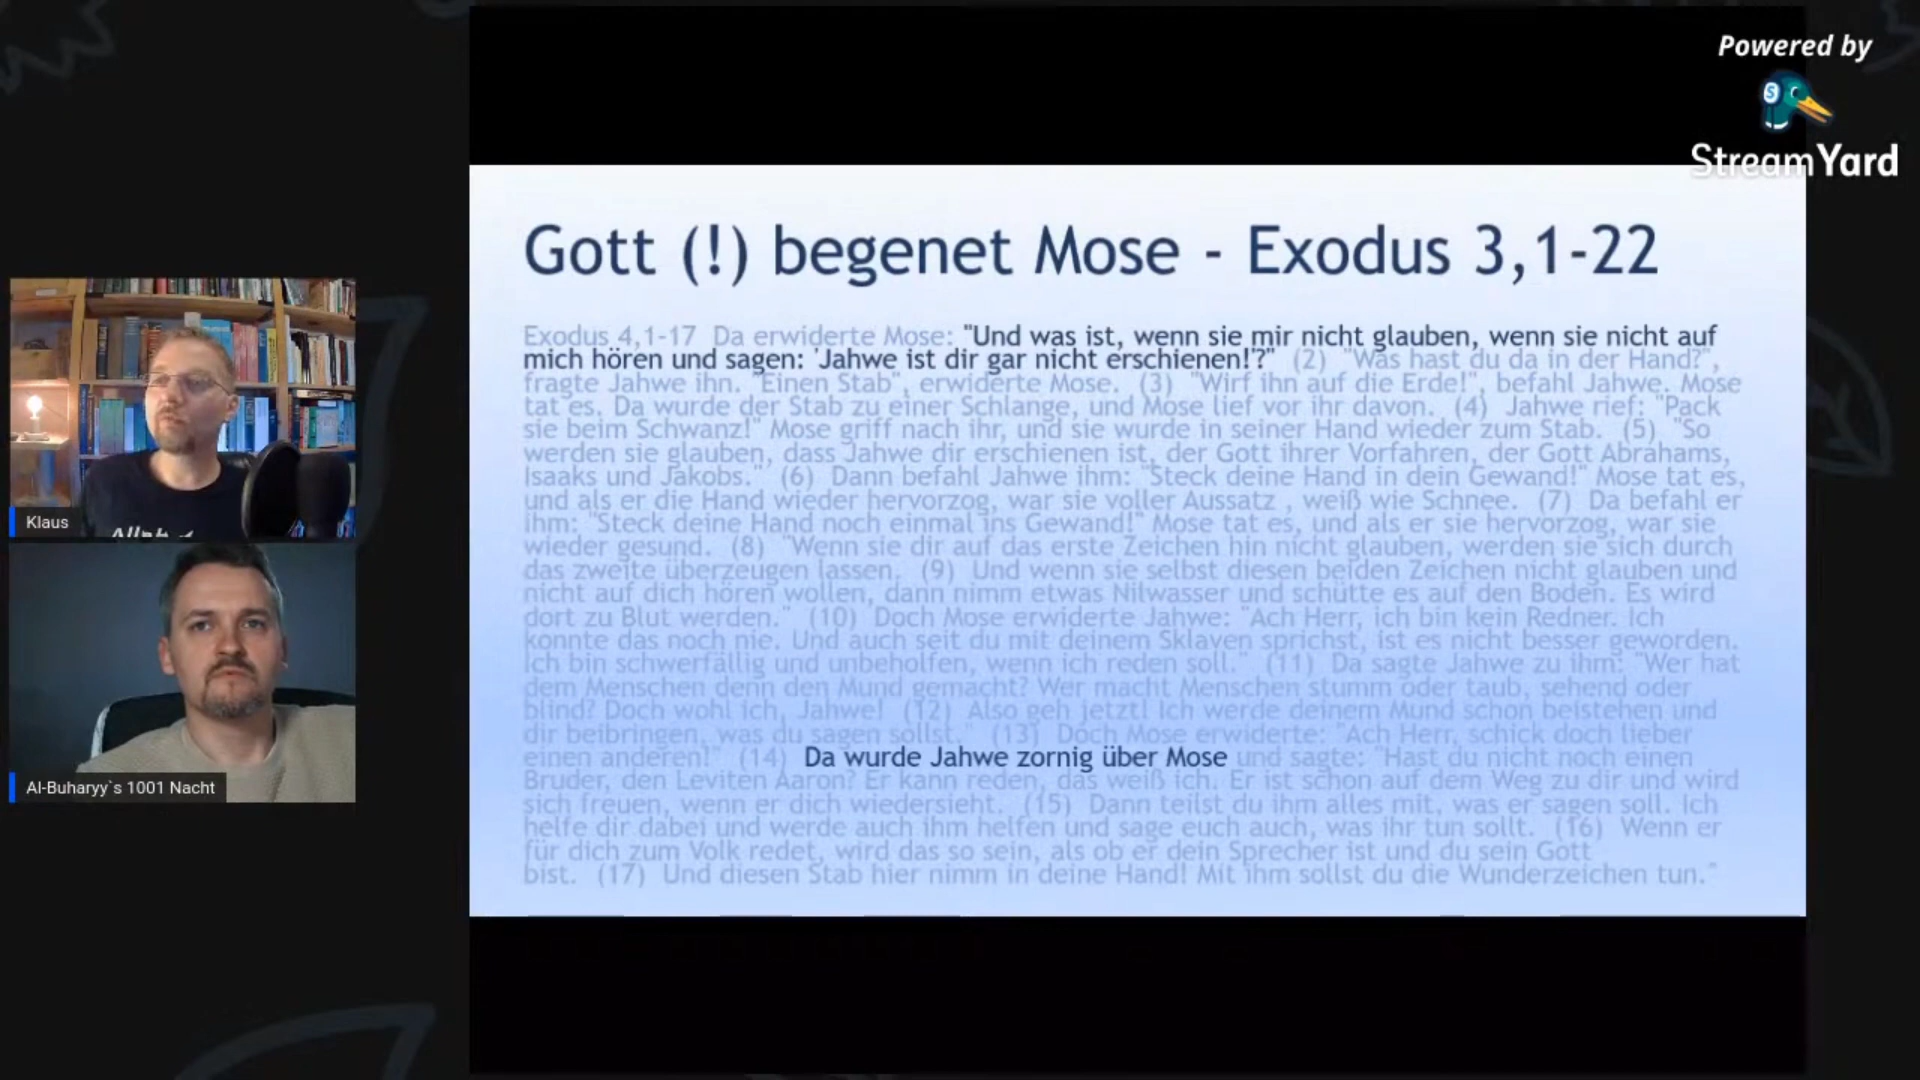 Powered by
StreamYard
Gott (!) begenet Mose - Exodus 3,1-22
Exodus 4,1-17 Da erwiderte Mose: "Und was ist, wenn sie mir nicht glauben, wenn sie nicht auf
mich hören und sagen: 'Jahwe ist dir gar nicht erschienen!'?" (2) "Was hast du da in der Hand?",
fragte Jahwe ihn. "Einen Stab", erwiderte Mose. (3) "Wirf ihn auf die Erde!", befahl Jahwe. Mose
tat es. Da wurde der Stab zu einer Schlange, und Mose lief vor ihr davon. (4) Jahwe rief: "Pack
sie beim Schwanz!" Mose griff nach ihr, und sie wurde in seiner Hand wieder zum Stab. (5) "So
werden sie glauben, dass Jahwe dir erschienen ist, der Gott ihrer Vorfahren, der Gott Abrahams,
Isaaks und Jakobs." (6) Dann befahl Jahwe ihm: "Steck deine Hand in dein Gewand!" Mose tat es,
und als er die Hand wieder hervorzog, war sie voller Aussatz , weiß wie Schnee. (7) Da befahl er
ihm: "Steck deine Hand noch einmal ins Gewand!" Mose tat es, und als er sie hervorzog, war sie
wieder gesund. (8) "Wenn sie dir auf das erste Zeichen hin nicht glauben, werden sie sich durch
das zweite überzeugen lassen. (9) Und wenn sie selbst diesen beiden Zeichen nicht glauben und
nicht auf dich hören wollen, dann nimm etwas Nilwasser und schütte es auf den Boden. Es wird
dort zu Blut werden." (10) Doch Mose erwiderte Jahwe: "Ach Herr, ich bin kein Redner. Ich
konnte das noch nie. Und auch seit du mit deinem Sklaven sprichst, ist es nicht besser geworden.
Ich bin schwerfällig und unbeholfen, wenn ich reden soll." (11) Da sagte Jahwe zu ihm: "Wer hat
dem Menschen denn den Mund gemacht? Wer macht Menschen stumm oder taub, sehend oder
blind? Doch wohl ich, Jahwe! (12) Also geh jetzt! Ich werde deinem Mund schon beistehen und
dir beibringen, was du sagen sollst." (13) Doch Mose erwiderte: "Ach Herr, schick doch lieber
einen anderen!" (14) Da wurde Jahwe zornig über Mose und sagte: "Hast du nicht noch einen
Bruder, den Leviten Aaron? Er kann reden, das weiß ich. Er ist schon auf dem Weg zu dir und wird
sich freuen, wenn er dich wiedersieht. (15) Dann teilst du ihm alles mit, was er sagen soll. Ich
helfe dir dabei und werde auch ihm helfen und sage euch auch, was ihr tun sollt. (16) Wenn er
für dich zum Volk redet, wird das so sein, als ob er dein Sprecher ist und du sein Gott
bist. (17) Und diesen Stab hier nimm in deine Hand! Mit ihm sollst du die Wunderzeichen tun."
Klaus
Al-Buharyy`s 1001 Nacht